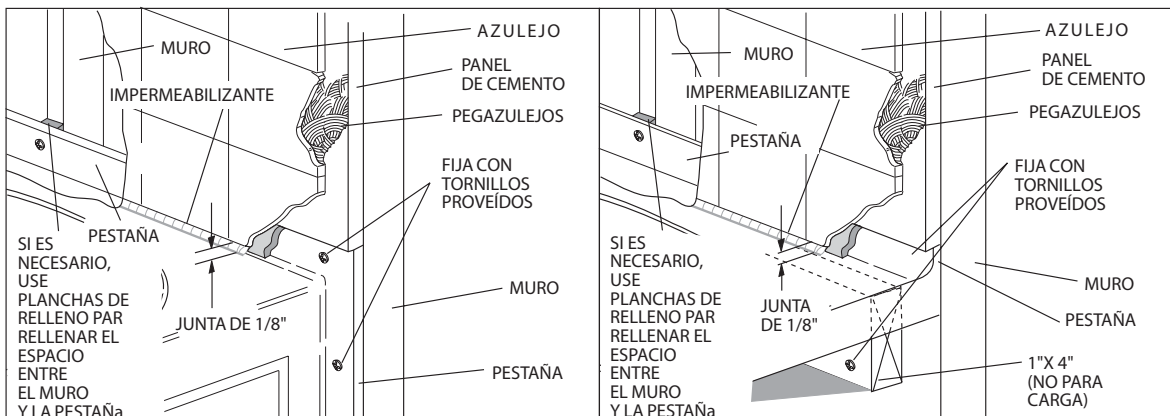 MURO
IMPERMEABILIZANTE
AZULEJO
PANEL
DE CEMENTO
PEGAZULEJOS
FIJA CON
TORNILLOS
PROVEÍDOS
PESTAÑA
SI ES
NECESARIO,
USE
PLANCHAS DE
RELLENO PAR
RELLENAR EL
ESPACIO
ENTRE
EL MURO
Y LA PESTAÑa
JUNTA DE 1/8"
MURO
PESTAÑA
MURO
IMPERMEABILIZANTE
AZULEJO
PANEL
DE CEMENTO
PEGAZULEJOS
PESTAÑA
FIJA CON
TORNILLOS
PROVEÍDOS
SI ES
NECESARIO,
USE
PLANCHAS DE
RELLENO PAR
RELLENAR EL
ESPACIO
ENTRE
EL MURO
Y LA PESTAÑa
JUNTA
DE 1/8"
MURO
PESTAÑA
1"X 4"
(NO PARA
CARGA)